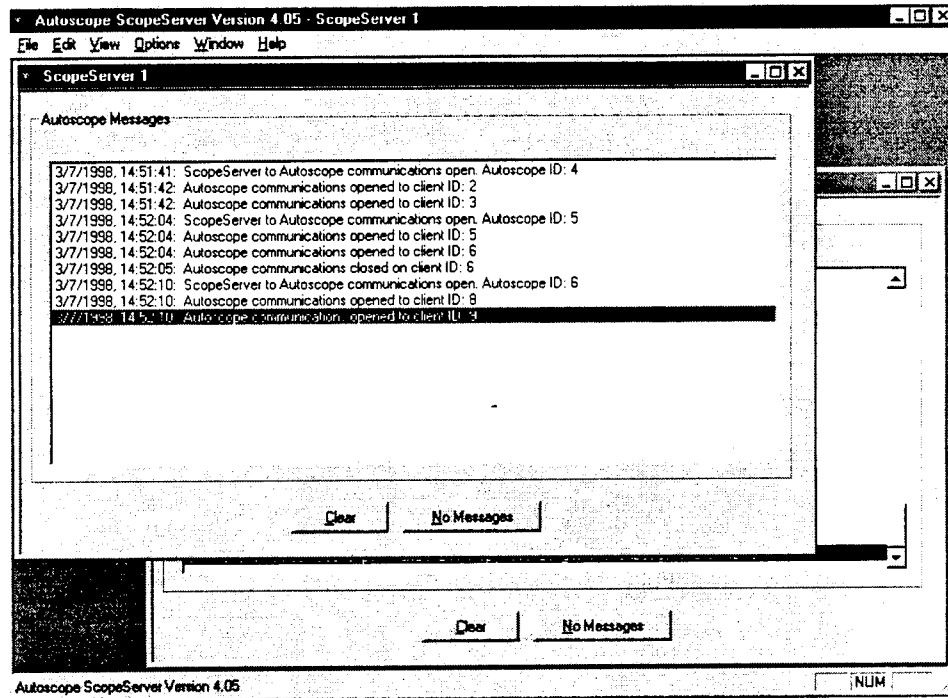 Autoscope ScopeServer Version 4.05 - ScopeServer 1
File Edit View Options Window Help
ScopeServer 1
Autoscope Messages
3/7/1998, 14:51:41: ScopeServer to Autoscope communications open. Autoscope ID: 4
3/7/1998, 14:51:42: Autoscope communications opened to client ID: 2
3/7/1998, 14:51:42: Autoscope communications opened to client ID: 3
3/7/1998, 14:52:04: ScopeServer to Autoscope communications open. Autoscope ID: 5
3/7/1998, 14:52:04: Autoscope communications opened to client ID: 5
3/7/1998, 14:52:04: Autoscope communications opened to client ID: 6
3/7/1998, 14:52:05: Autoscope communications closed on client ID: 6
3/7/1998, 14:52:10: ScopeServer to Autoscope communications open. Autoscope ID: 6
3/7/1998, 14:52:10: Autoscope communications opened to client ID: 8
3/7/1998, 14:52:10: Autoscope communications opened to client ID: 9
Clear No Messages
Clear No Messages
Autoscope ScopeServer Version 4.05 NUM